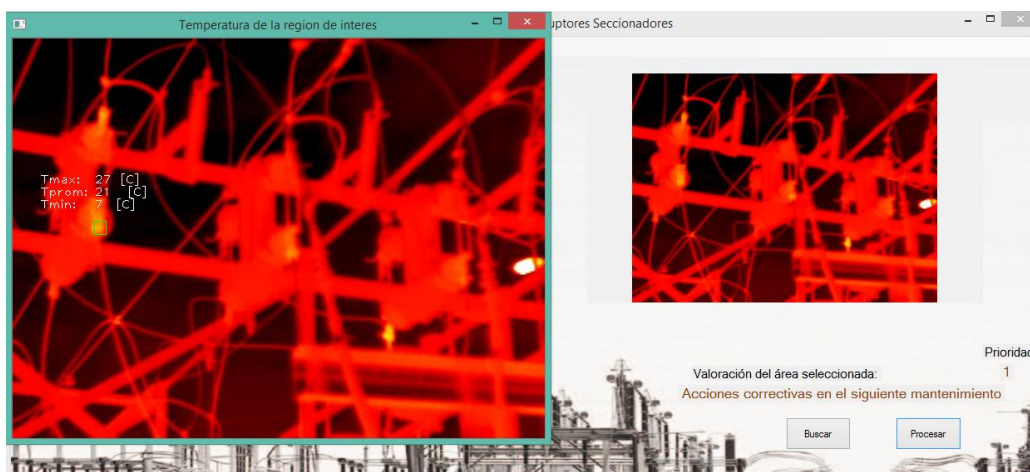 Temperatura de la region de interes
uptores Seccionadores
Tmax: 27 [C]
Tprom: 21 [C]
Tmin: 7 [C]
Prioridad
Valoración del área seleccionada:
1
Acciones correctivas en el siguiente mantenimiento
Buscar
Procesar